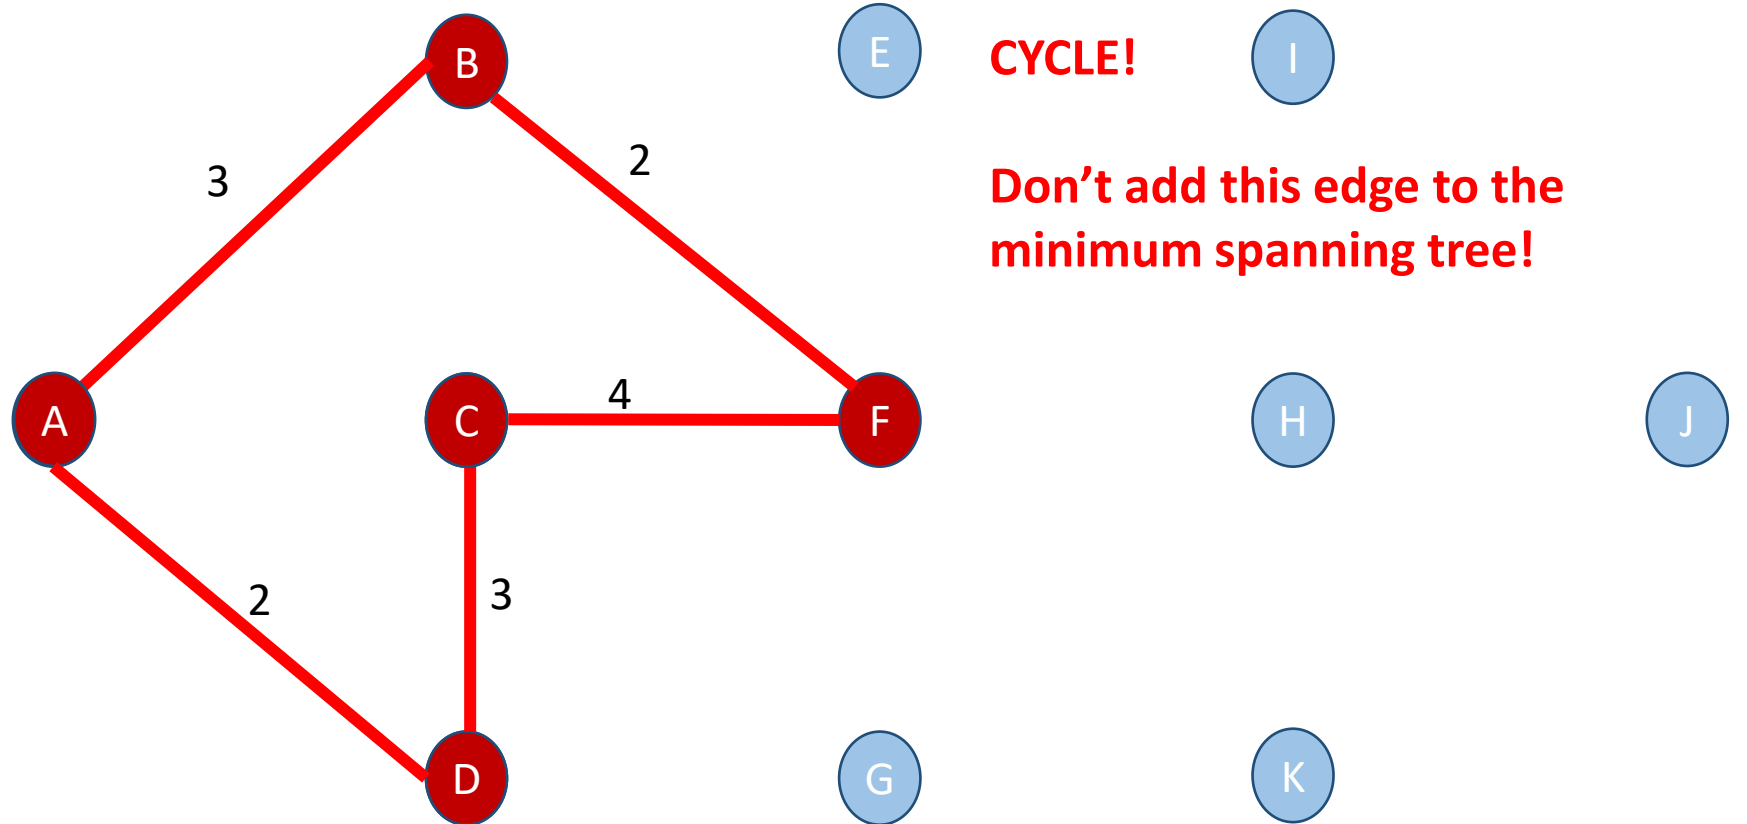 B
E
CYCLE!
I
3
2
Don’t add this edge to the
minimum spanning tree!
A
C
4
F
H
J
2
3
D
G
K